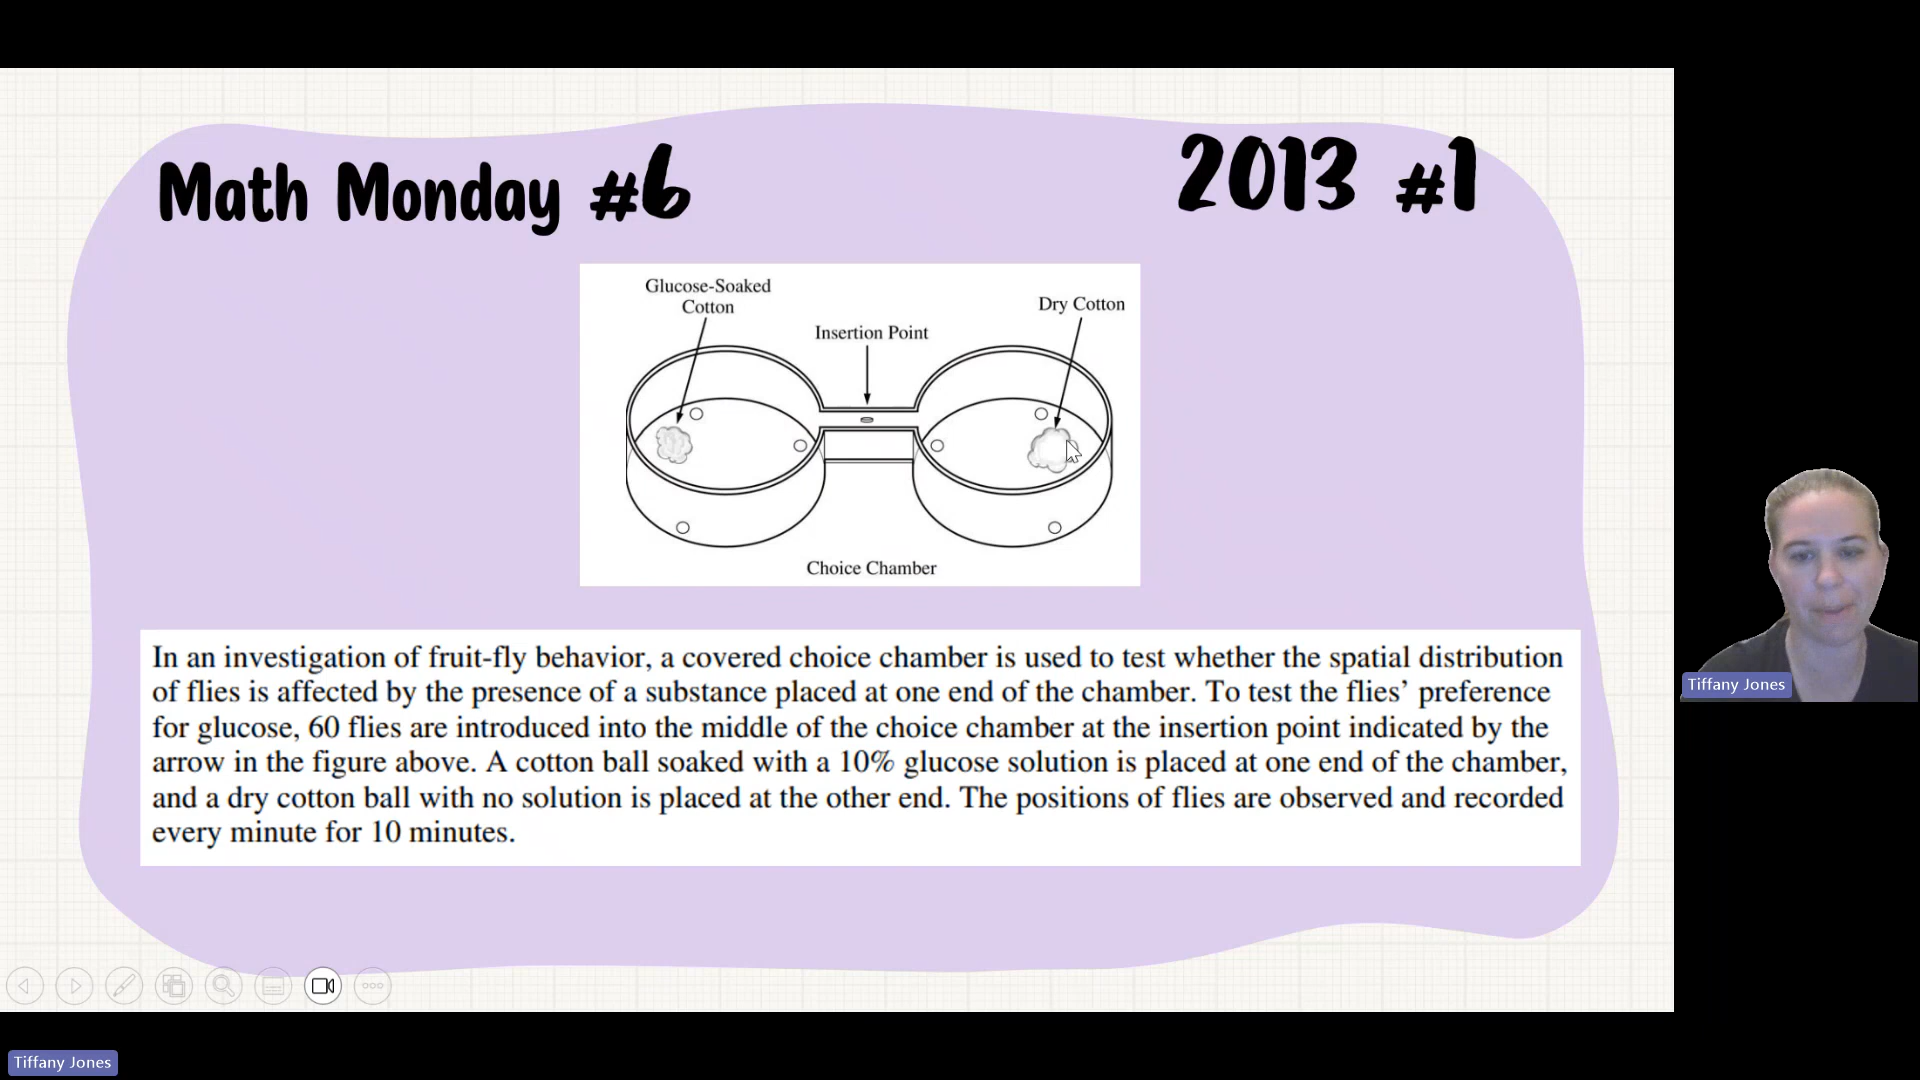 Math Monday #6
2013 #1
Glucose-Soaked
Cotton
Dry Cotton
Insertion Point
Choice Chamber
In an investigation of fruit-fly behavior, a covered choice chamber is used to test whether the spatial distribution
of flies is affected by the presence of a substance placed at one end of the chamber. To test the flies’ preference
for glucose, 60 flies are introduced into the middle of the choice chamber at the insertion point indicated by the
arrow in the figure above. A cotton ball soaked with a 10% glucose solution is placed at one end of the chamber,
and a dry cotton ball with no solution is placed at the other end. The positions of flies are observed and recorded
every minute for 10 minutes.
Tiffany Jones
Tiffany Jones